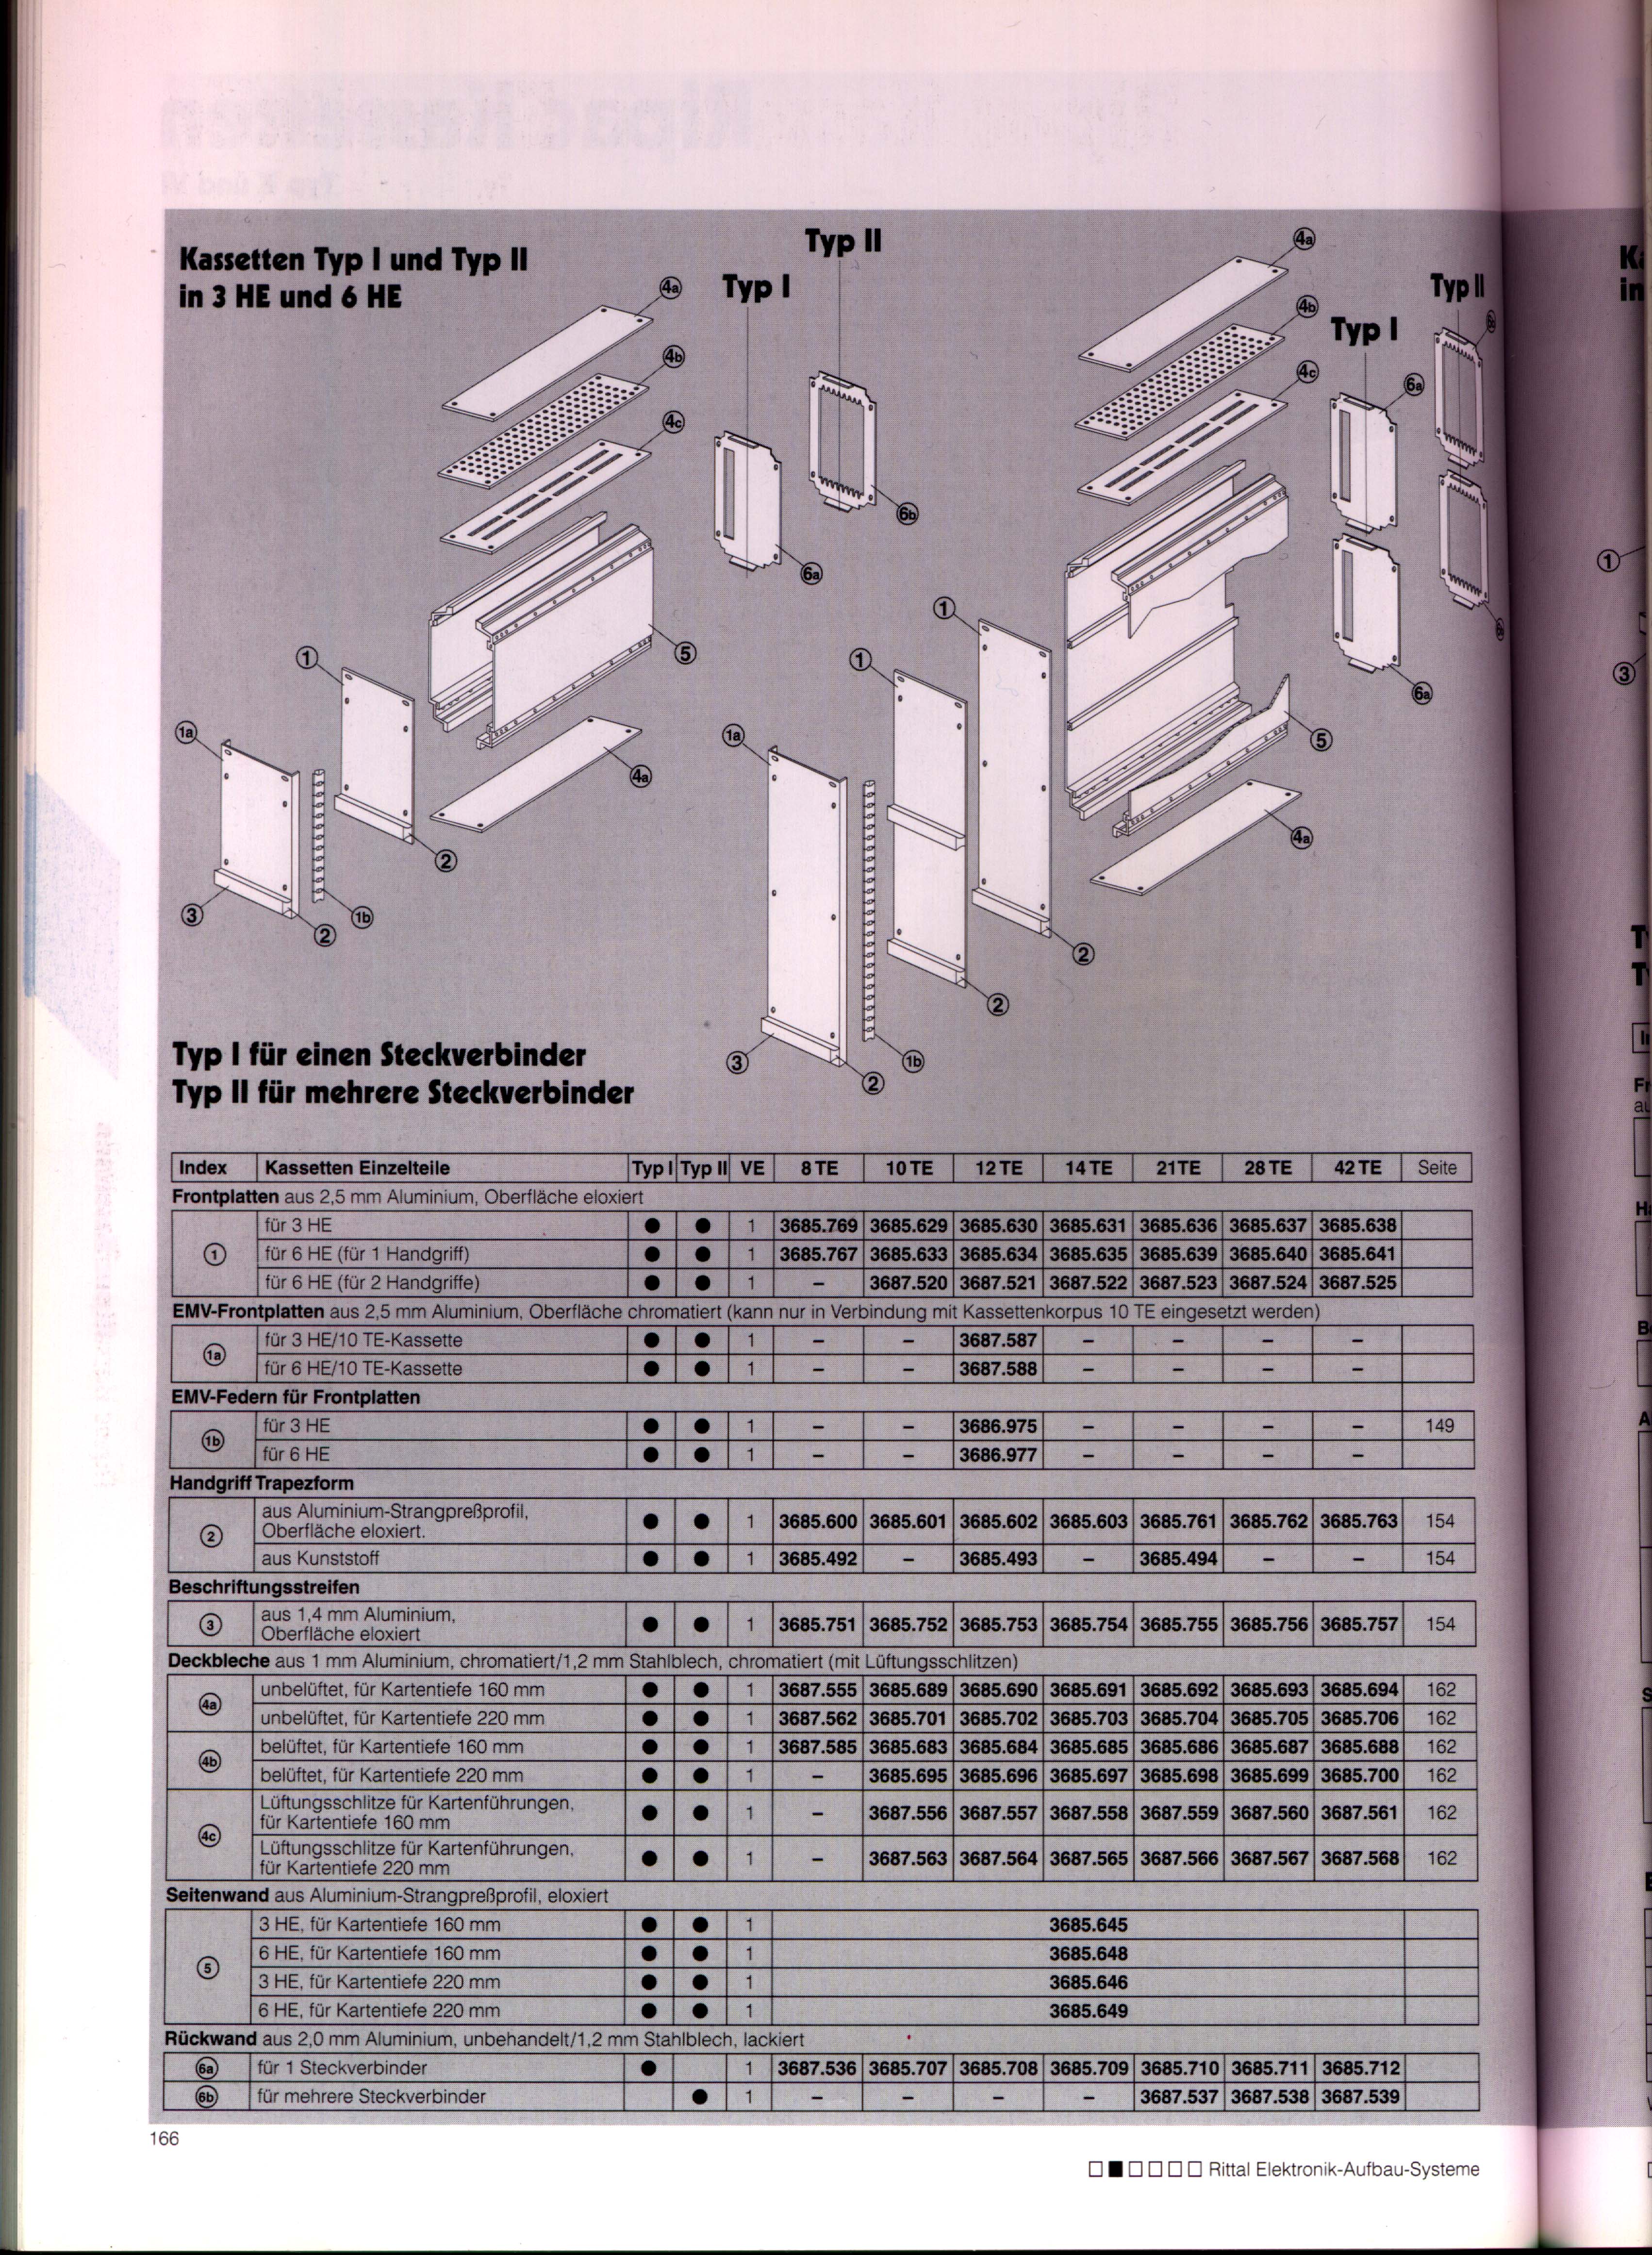 Kassetten Typ I und Typ II
in 3 HE und 6 HE
Typ I
Typ II
Typ I
Typ II
4a
4b
4c
6a
6b
5
1
1a
4a
2
3
1b
2
4a
4b
4c
6a
6a
1
1
1a
5
4a
2
2
3
1b
2
Typ I für einen Steckverbinder
Typ II für mehrere Steckverbinder
Index Kassetten Einzelteile Typ I Typ II VE 8 TE 10 TE 12 TE 14 TE 21 TE 28 TE 42 TE Seite
Frontplatten aus 2,5 mm Aluminium, Oberfläche eloxiert
1 für 3 HE ● ● 1 3685.769 3685.629 3685.630 3685.631 3685.636 3685.637 3685.638
für 6 HE (für 1 Handgriff) ● ● 1 3685.767 3685.633 3685.634 3685.635 3685.639 3685.640 3685.641
für 6 HE (für 2 Handgriffe) ● ● 1 – 3687.520 3687.521 3687.522 3687.523 3687.524 3687.525
EMV-Frontplatten aus 2,5 mm Aluminium, Oberfläche chromatiert (kann nur in Verbindung mit Kassettenkorpus 10 TE eingesetzt werden)
1a für 3 HE/10 TE-Kassette ● ● 1 – – 3687.587 – – – –
für 6 HE/10 TE-Kassette ● ● 1 – – 3687.588 – – – –
EMV-Federn für Frontplatten
1b für 3 HE ● ● 1 – – 3686.975 – – – – 149
für 6 HE ● ● 1 – – 3686.977 – – – –
Handgriff Trapezform
2 aus Aluminium-Strangpreßprofil,
Oberfläche eloxiert. ● ● 1 3685.600 3685.601 3685.602 3685.603 3685.761 3685.762 3685.763 154
aus Kunststoff ● ● 1 3685.492 – 3685.493 – 3685.494 – – 154
Beschriftungsstreifen
3 aus 1,4 mm Aluminium,
Oberfläche eloxiert ● ● 1 3685.751 3685.752 3685.753 3685.754 3685.755 3685.756 3685.757 154
Deckbleche aus 1 mm Aluminium, chromatiert/1,2 mm Stahlblech, chromatiert (mit Lüftungsschlitzen)
4a unbelüftet, für Kartentiefe 160 mm ● ● 1 3687.555 3685.689 3685.690 3685.691 3685.692 3685.693 3685.694 162
unbelüftet, für Kartentiefe 220 mm ● ● 1 3687.562 3685.701 3685.702 3685.703 3685.704 3685.705 3685.706 162
4b belüftet, für Kartentiefe 160 mm ● ● 1 3687.585 3685.683 3685.684 3685.685 3685.686 3685.687 3685.688 162
belüftet, für Kartentiefe 220 mm ● ● 1 – 3685.695 3685.696 3685.697 3685.698 3685.699 3685.700 162
4c Lüftungsschlitze für Kartenführungen,
für Kartentiefe 160 mm ● ● 1 – 3687.556 3687.557 3687.558 3687.559 3687.560 3687.561 162
Lüftungsschlitze für Kartenführungen,
für Kartentiefe 220 mm ● ● 1 – 3687.563 3687.564 3687.565 3687.566 3687.567 3687.568 162
Seitenwand aus Aluminium-Strangpreßprofil, eloxiert
5 3 HE, für Kartentiefe 160 mm ● ● 1 3685.645
6 HE, für Kartentiefe 160 mm ● ● 1 3685.648
3 HE, für Kartentiefe 220 mm ● ● 1 3685.646
6 HE, für Kartentiefe 220 mm ● ● 1 3685.649
Rückwand aus 2,0 mm Aluminium, unbehandelt/1,2 mm Stahlblech, lackiert
6a für 1 Steckverbinder ● 1 3687.536 3685.707 3685.708 3685.709 3685.710 3685.711 3685.712
6b für mehrere Steckverbinder ● 1 – – – – 3687.537 3687.538 3687.539
166
Rittal Elektronik-Aufbau-Systeme
1
3